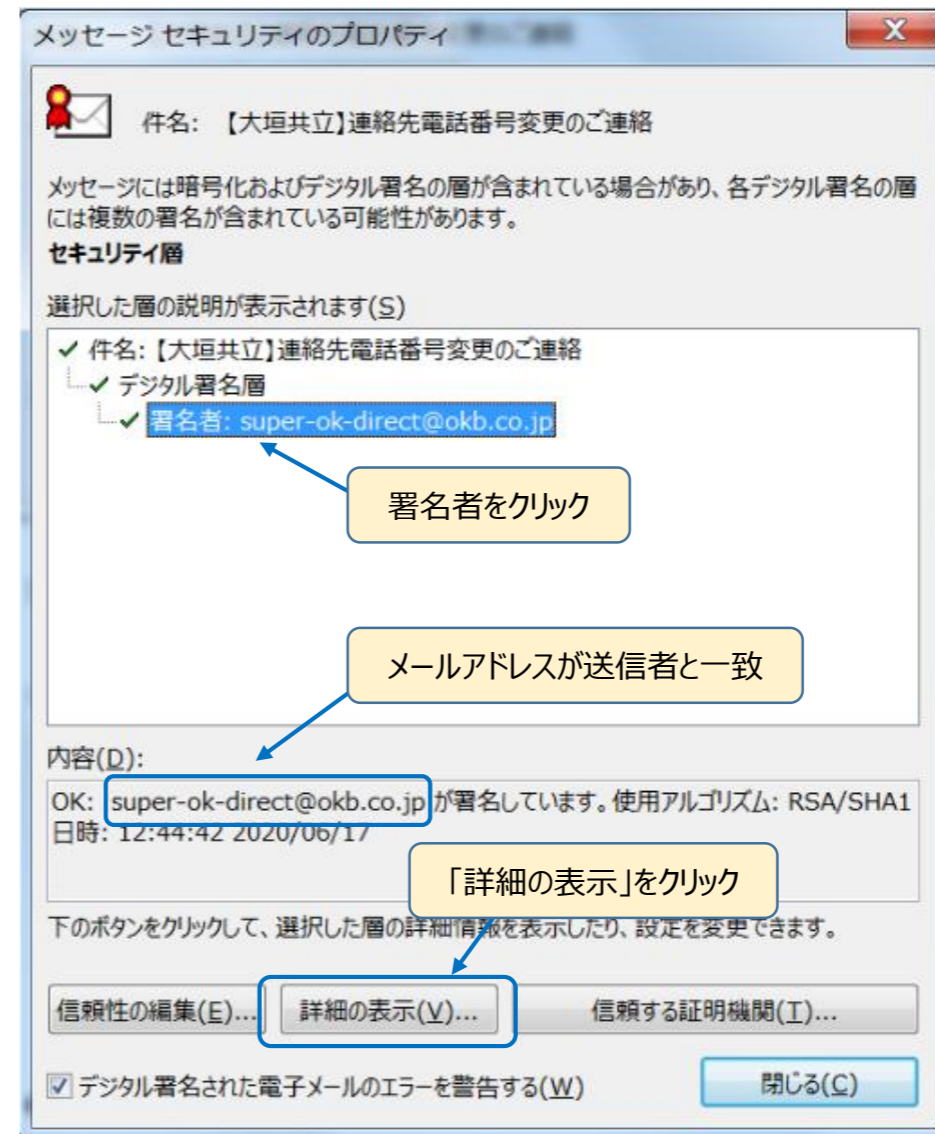 メッセージ セキュリティのプロパティ
X
件名: 【大垣共立】連絡先電話番号変更のご連絡
メッセージには暗号化およびデジタル署名の層が含まれている場合があり、各デジタル署名の層
には複数の署名が含まれている可能性があります。
セキュリティ層
選択した層の説明が表示されます(S)
✓ 件名:【大垣共立】連絡先電話番号変更のご連絡
✓ デジタル署名層
✓ 署名者: super-ok-direct@okb.co.jp
署名者をクリック
メールアドレスが送信者と一致
内容(D):
OK: super-ok-direct@okb.co.jp が署名しています。使用アルゴリズム: RSA/SHA1
日時: 12:44:42 2020/06/17
「詳細の表示」をクリック
下のボタンをクリックして、選択した層の詳細情報を表示したり、設定を変更できます。
信頼性の編集(E)... 詳細の表示(V)... 信頼する証明機関(T)...
デジタル署名された電子メールのエラーを警告する(W) 閉じる(C)